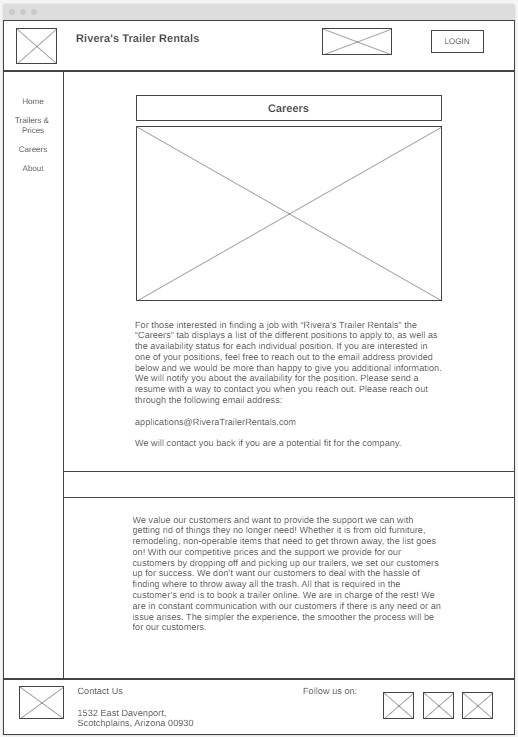 Rivera's Trailer Rentals
LOGIN
Home
Trailers &
Prices
Careers
About
Careers
For those interested in finding a job with “Rivera's Trailer Rentals” the
“Careers” tab displays a list of the different positions to apply to, as well as
the availability status for each individual position. If you are interested in
one of your positions, feel free to reach out to the email address provided
below and we would be more than happy to give you additional information.
We will notify you about the availability for the position. Please send a
resume with a way to contact you when you reach out. Please reach out
through the following email address:
applications@RiveraTrailerRentals.com
We will contact you back if you are a potential fit for the company.
We value our customers and want to provide the support we can with
getting rid of things they no longer need! Whether it is from old furniture,
remodeling, non-operable items that need to get thrown away, the list goes
on! With our competitive prices and the support we provide for our
customers by dropping off and picking up our trailers, we set our customers
up for success. We don't want our customers to deal with the hassle of
finding where to throw away all the trash. All that is required in the
customer's end is to book a trailer online. We are in charge of the rest! We
are in constant communication with our customers if there is any need or an
issue arises. The simpler the experience, the smoother the process will be
for our customers.
Contact Us
1532 East Davenport,
Scotchplains, Arizona 00930
Follow us on: